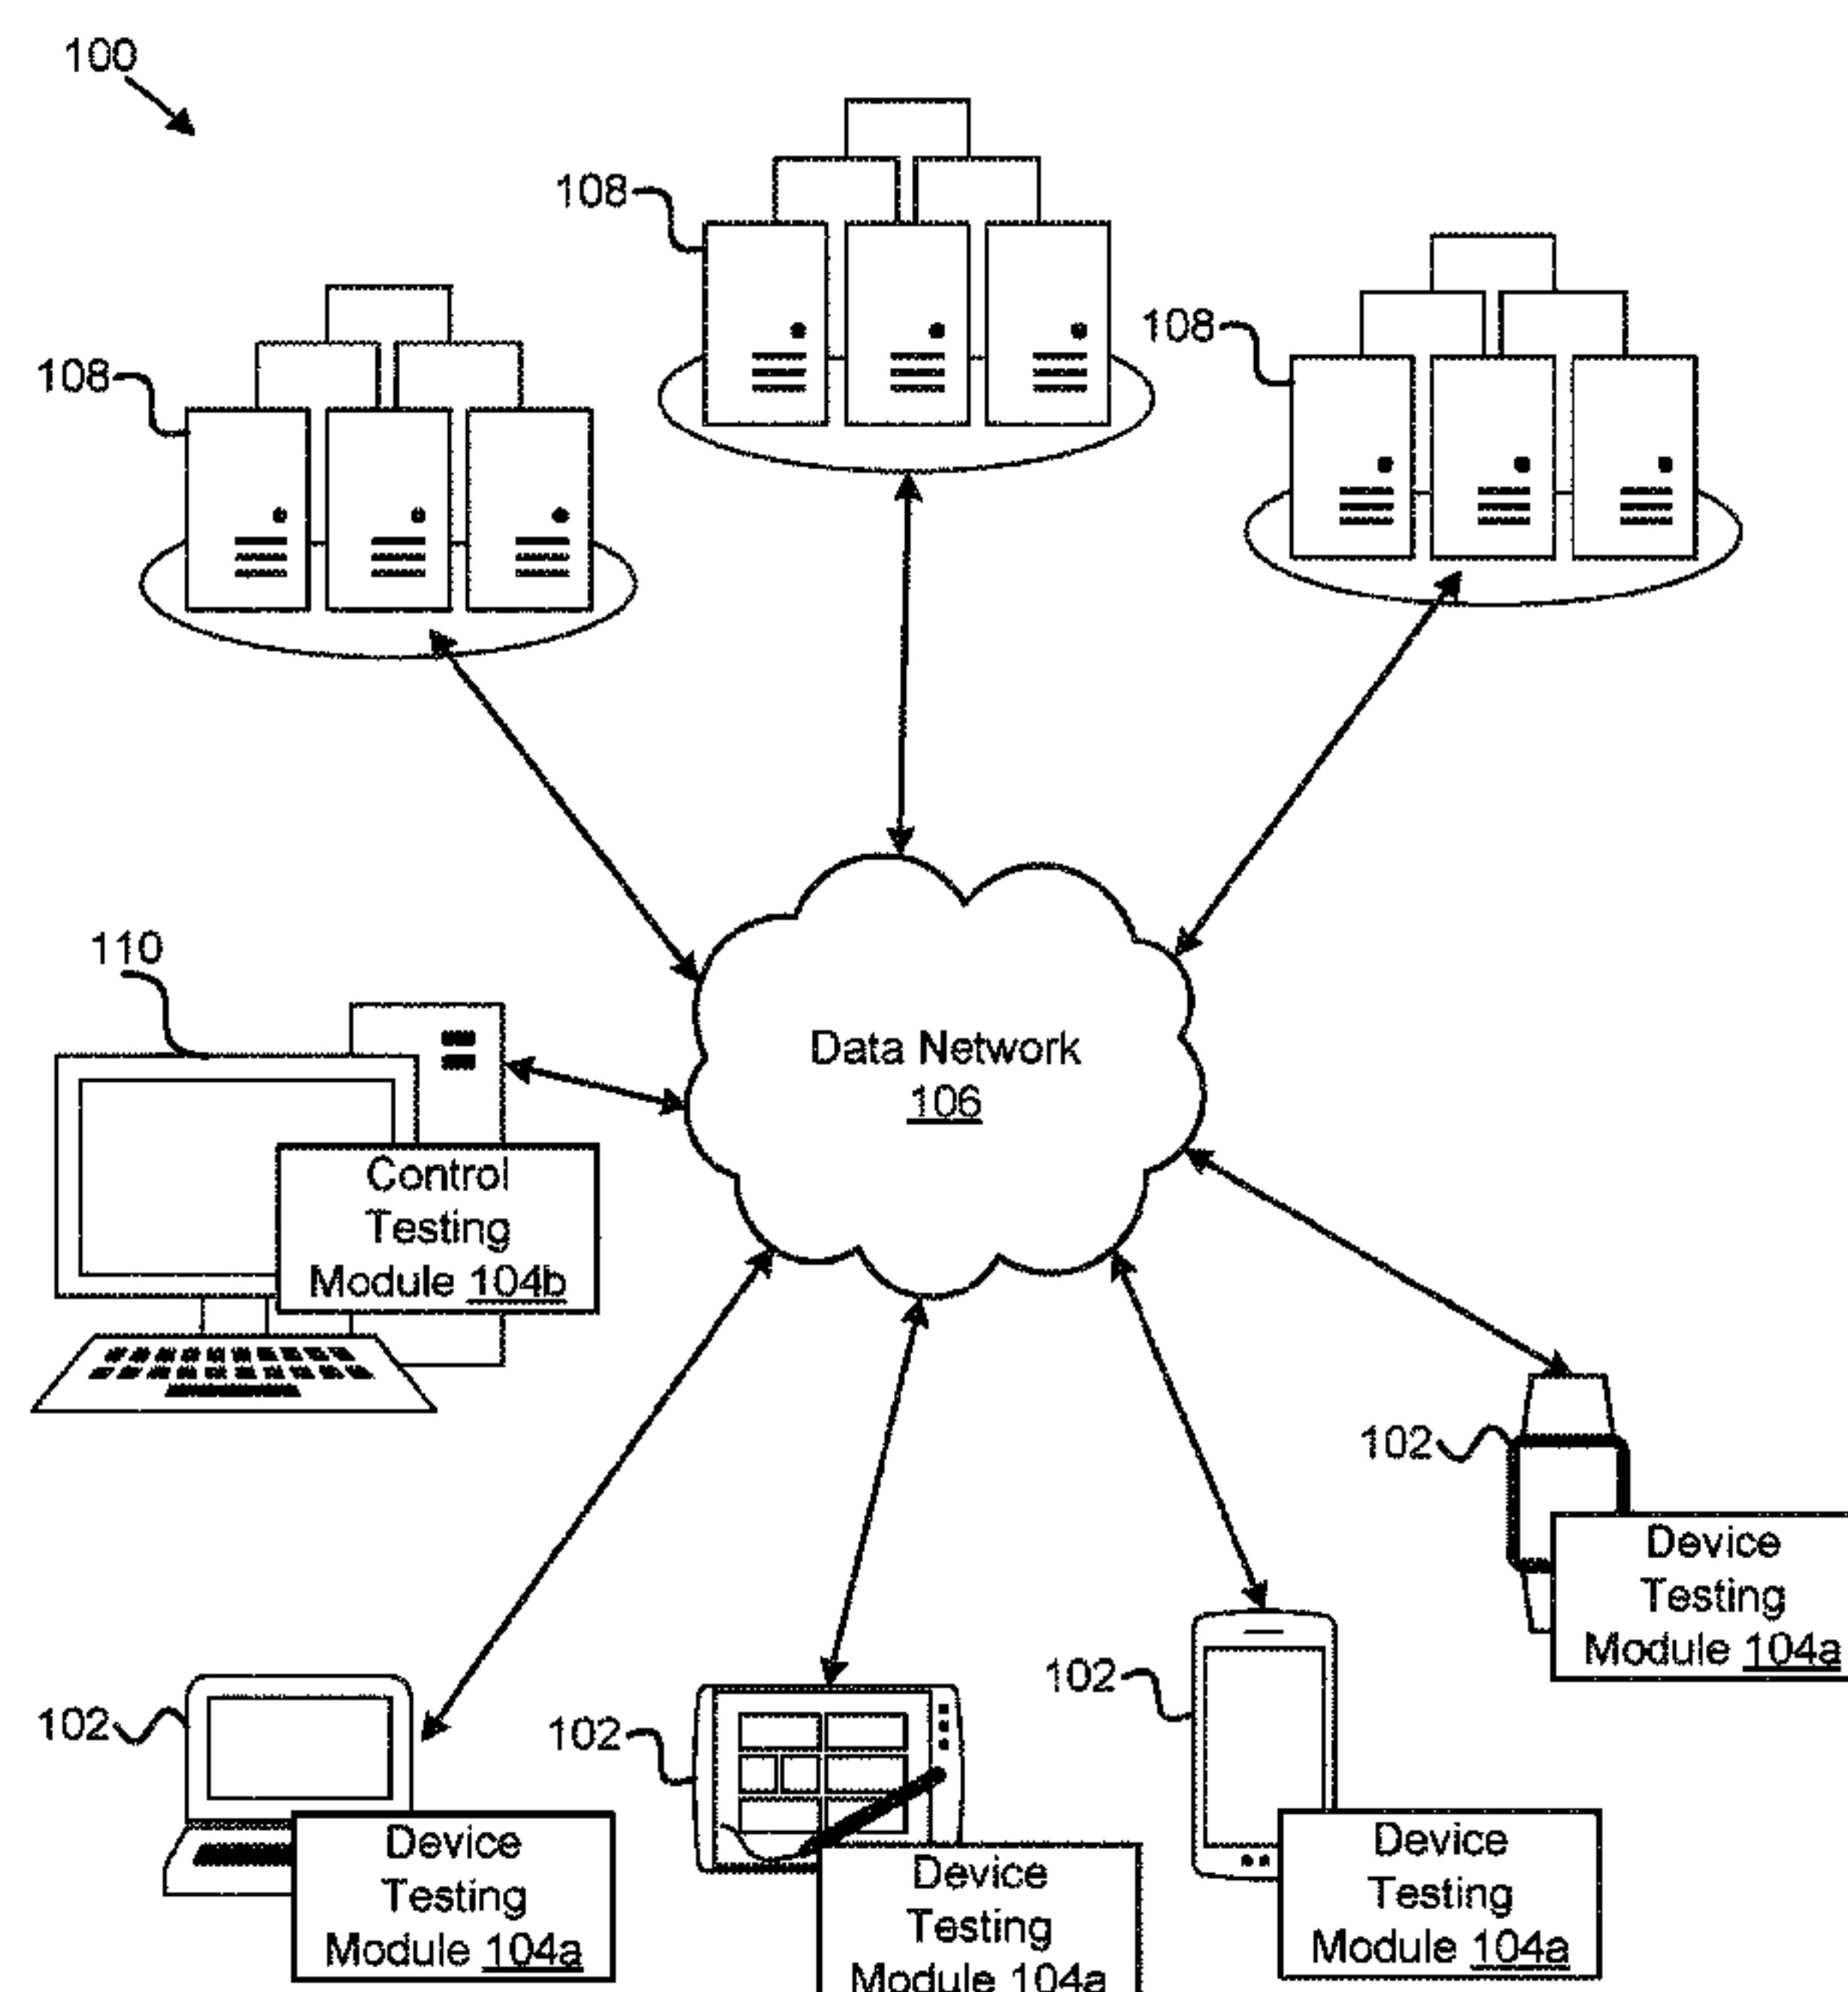 100
108
108
108
110
Data Network
106
Control
Testing
Module 104b
102
Device
Testing
Module 104a
102
Device
Testing
Module 104a
102
Device
Testing
Module 104a
102
Device
Testing
Module 104a